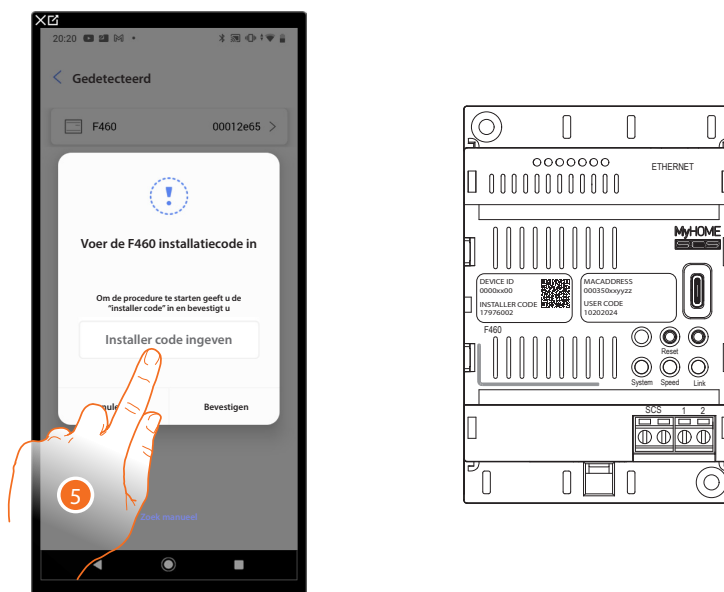 20:20
Gedetecteerd
F460 00012e65
Voer de F460 installatiecode in
Om de procedure te starten geeft u de
"installer code" in en bevestigt u
Installer code ingeven
Bevestigen
5
Zoek manueel
ETHERNET
MyHOME
SCS
DEVICE ID
0000xx00
INSTALLER CODE
17976002
MACADDRESS
000350xxyyzz
USER CODE
10202024
F460
Reset
System Speed Link
SCS 1 2